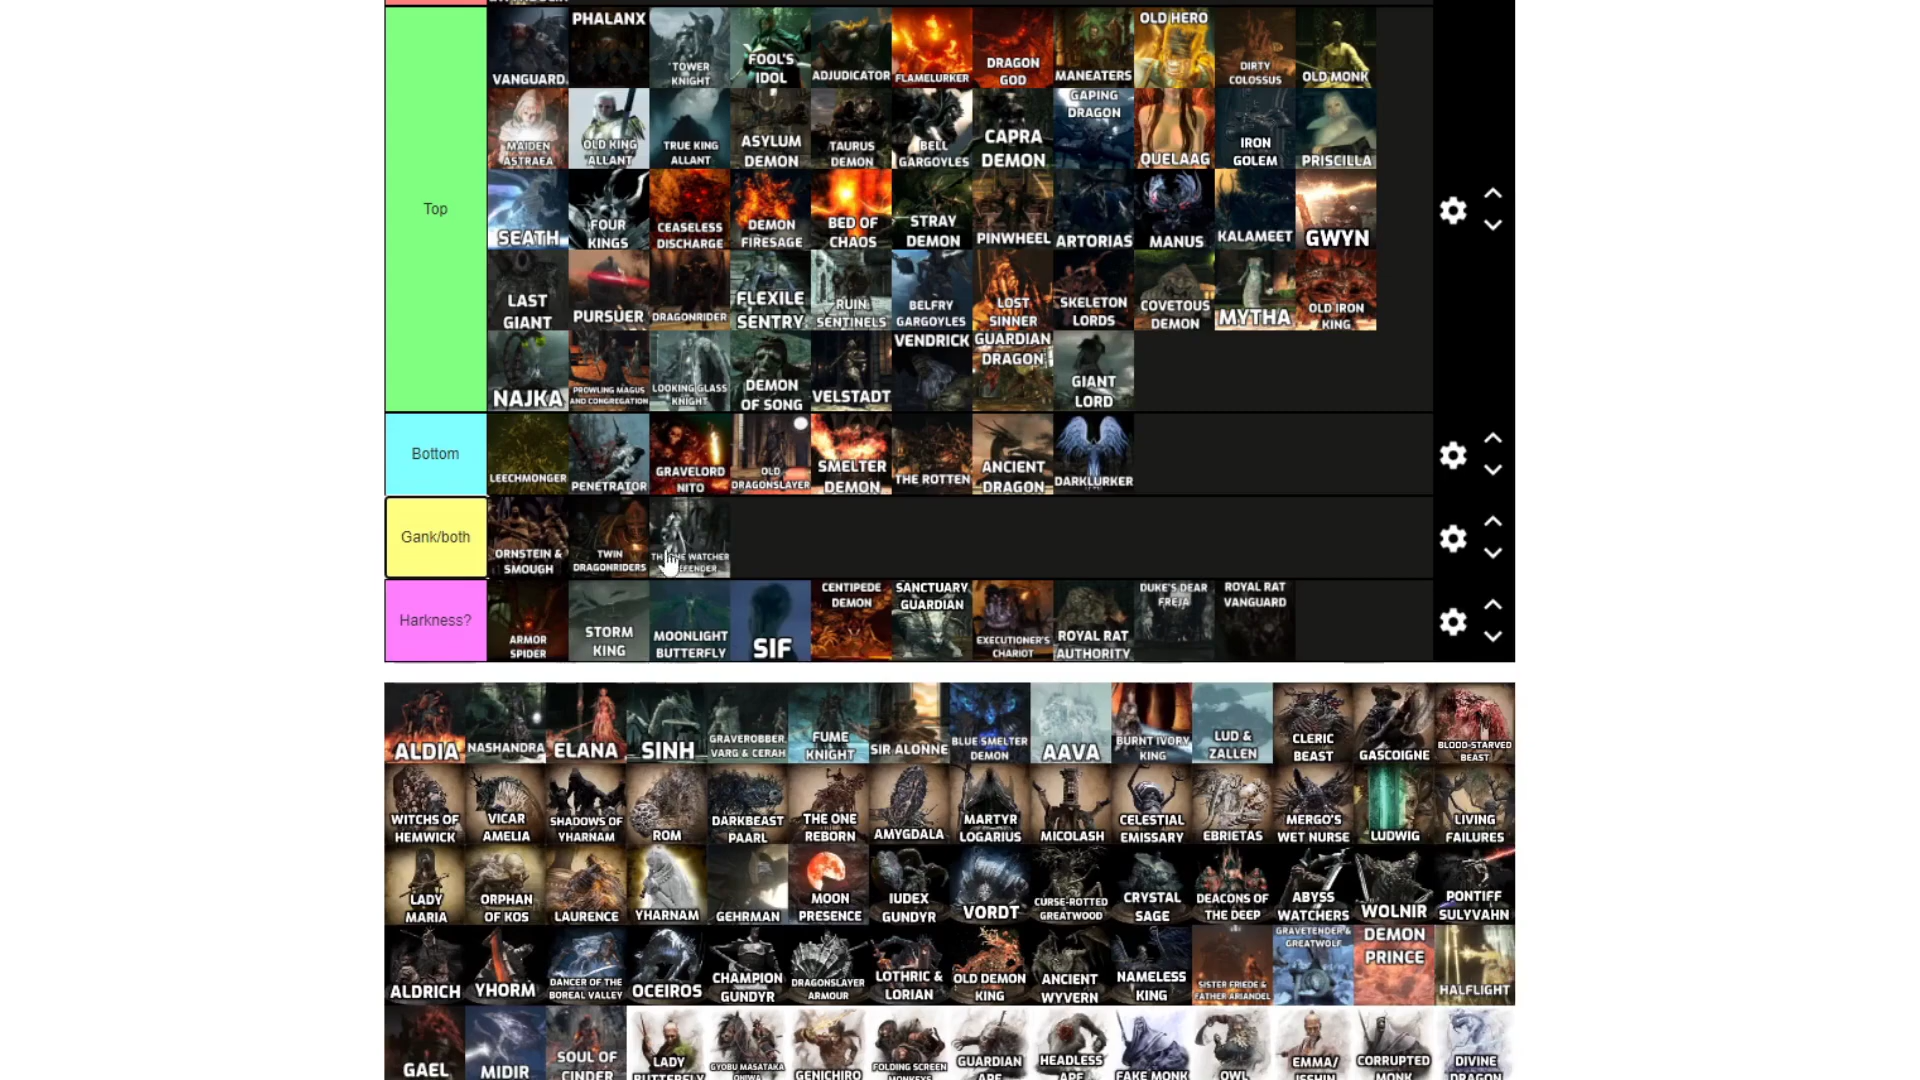 PHALANX
OLD HERO
VANGUARD
TOWER
KNIGHT
FOOL'S
IDOL
ADJUDICATOR
FLAMELURKER
DRAGON
GOD
MANEATERS
DIRTY
COLOSSUS
OLD MONK
MAIDEN
ASTRAEA
OLD KING
ALLANT
TRUE KING
ALLANT
ASYLUM
DEMON
TAURUS
DEMON
BELL
GARGOYLES
CAPRA
DEMON
GAPING
DRAGON
QUELAAG
IRON
GOLEM
PRISCILLA
Top
SEATH
FOUR
KINGS
CEASELESS
DISCHARGE
DEMON
FIRESAGE
BED OF
CHAOS
STRAY
DEMON
PINWHEEL
ARTORIAS
MANUS
KALAMEET
GWYN
LAST
GIANT
PURSUER
DRAGONRIDER
FLEXILE
SENTRY
RUIN
SENTINELS
BELFRY
GARGOYLES
LOST
SINNER
SKELETON
LORDS
COVETOUS
DEMON
MYTHA
OLD IRON
KING
NAJKA
PROWLING MAGUS
AND CONGREGATION
LOOKING GLASS
KNIGHT
DEMON
OF SONG
VELSTADT
VENDRICK
GUARDIAN
DRAGON
GIANT
LORD
Bottom
LEECHMONGER
PENETRATOR
GRAVELORD
NITO
OLD
DRAGONSLAYER
SMELTER
DEMON
THE ROTTEN
ANCIENT
DRAGON
DARKLURKER
Gank/both
ORNSTEIN &
SMOUGH
TWIN
DRAGONRIDERS
WATCHER
Harkness?
ARMOR
SPIDER
STORM
KING
MOONLIGHT
BUTTERFLY
SIF
CENTIPEDE
DEMON
SANCTUARY
GUARDIAN
EXECUTIONER'S
CHARIOT
ROYAL RAT
AUTHORITY
DUKE'S DEAR
FREJA
ROYAL RAT
VANGUARD
ALDIA
NASHANDRA
ELANA
SINH
GRAVEROBBER,
VARG & CERAH
FUME
KNIGHT
SIR ALONNE
BLUE SMELTER
DEMON
AAVA
BURNT IVORY
KING
LUD &
ZALLEN
CLERIC
BEAST
GASCOIGNE
BLOOD-STARVED
BEAST
WITCHS OF
HEMWICK
VICAR
AMELIA
SHADOWS OF
YHARNAM
ROM
DARKBEAST
PAARL
THE ONE
REBORN
AMYGDALA
MARTYR
LOGARIUS
MICOLASH
CELESTIAL
EMISSARY
EBRIETAS
MERGO'S
WET NURSE
LUDWIG
LIVING
FAILURES
LADY
MARIA
ORPHAN
OF KOS
LAURENCE
YHARNAM
GEHRMAN
MOON
PRESENCE
IUDEX
GUNDYR
VORDT
CURSE-ROTTED
GREATWOOD
CRYSTAL
SAGE
DEACONS OF
THE DEEP
ABYSS
WATCHERS
WOLNIR
PONTIFF
SULYVAHN
ALDRICH
YHORM
DANCER OF THE
BOREAL VALLEY
OCEIROS
CHAMPION
GUNDYR
DRAGONSLAYER
ARMOUR
LOTHRIC &
LORIAN
OLD DEMON
KING
ANCIENT
WYVERN
NAMELESS
KING
SISTER FRIEDE &
FATHER ARIANDEL
GRAVETENDER &
GREATWOLF
DEMON
PRINCE
HALFLIGHT
GAEL
MIDIR
SOUL OF
CINDER
LADY
BUTTERFLY
GYOBU MASATAKA
ONIWA
GENICHIRO
FOLDING SCREEN
MONKEYS
GUARDIAN
APE
HEADLESS
APE
FAKE MONK
OWL
EMMA/
ISSHIN
CORRUPTED
MONK
DIVINE
DRAGON